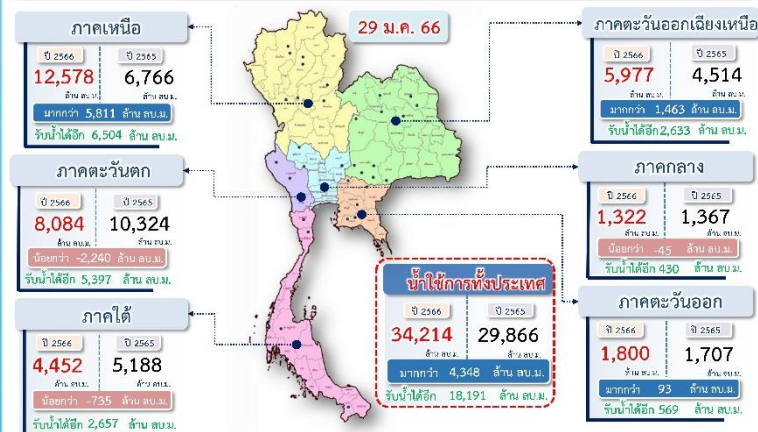 29 ม.ค. 66
ภาคเหนือ
ปี 2566 ปี 2565
12,578 6,766
ล้าน ลบ.ม. ล้าน ลบ.ม.
มากกว่า 5,811 ล้าน ลบ.ม.
รับน้ำได้อีก 6,504 ล้าน ลบ.ม.
ภาคตะวันตก
ปี 2566 ปี 2565
8,084 10,324
ล้าน ลบ.ม. ล้าน ลบ.ม.
น้อยกว่า -2,240 ล้าน ลบ.ม.
รับน้ำได้อีก 5,397 ล้าน ลบ.ม.
ภาคใต้
ปี 2566 ปี 2565
4,452 5,188
ล้าน ลบ.ม. ล้าน ลบ.ม.
น้อยกว่า -735 ล้าน ลบ.ม.
รับน้ำได้อีก 2,657 ล้าน ลบ.ม.
น้ำใช้การทั้งประเทศ
ปี 2566 ปี 2565
34,214 29,866
ล้าน ลบ.ม. ล้าน ลบ.ม.
มากกว่า 4,348 ล้าน ลบ.ม.
รับน้ำได้อีก 18,191 ล้าน ลบ.ม.
ภาคตะวันออกเฉียงเหนือ
ปี 2566 ปี 2565
5,977 4,514
ล้าน ลบ.ม. ล้าน ลบ.ม.
มากกว่า 1,463 ล้าน ลบ.ม.
รับน้ำได้อีก 2,633 ล้าน ลบ.ม.
ภาคกลาง
ปี 2566 ปี 2565
1,322 1,367
ล้าน ลบ.ม. ล้าน ลบ.ม.
น้อยกว่า -45 ล้าน ลบ.ม.
รับน้ำได้อีก 430 ล้าน ลบ.ม.
ภาคตะวันออก
ปี 2566 ปี 2565
1,800 1,707
ล้าน ลบ.ม. ล้าน ลบ.ม.
มากกว่า 93 ล้าน ลบ.ม.
รับน้ำได้อีก 569 ล้าน ลบ.ม.